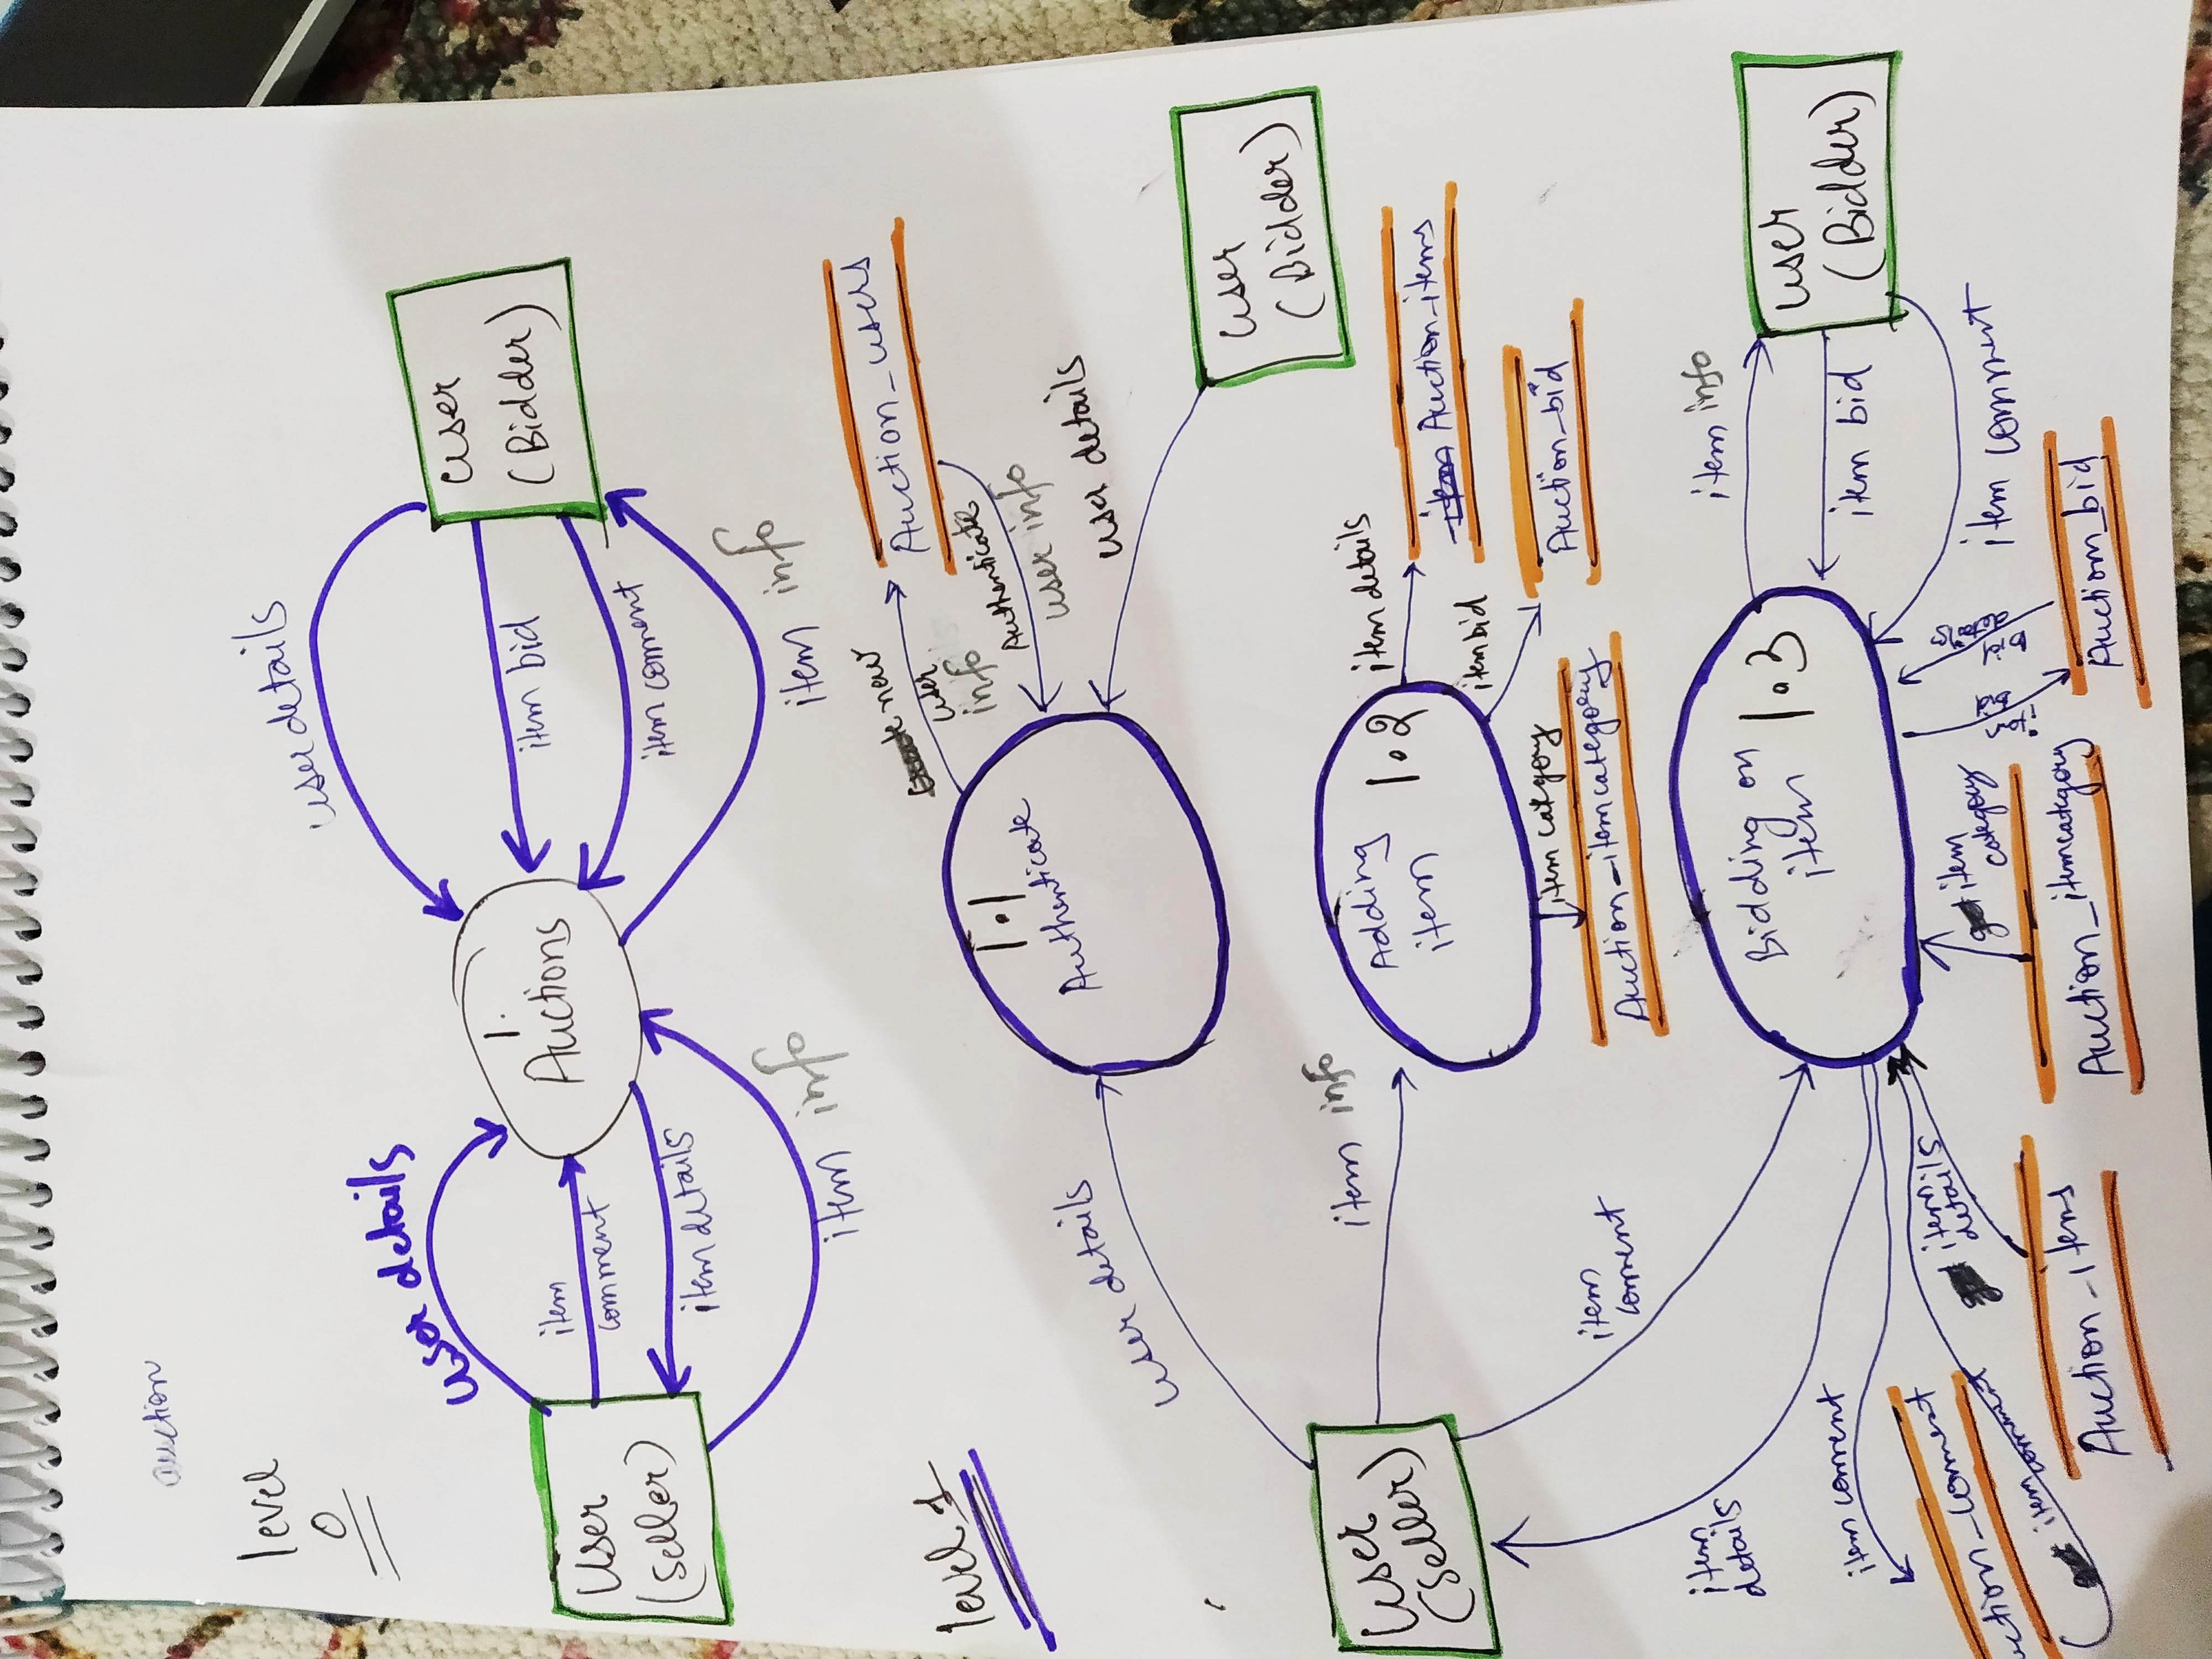 auction
level
0
user details
user details
user
(Bidder)
1.
Auctions
item bid
item
comment
User
(Seller)
item comment
item details
item info
item info
new
user
info
Auction_users
level 1
1.1
Authenticate
Authenticate
user info
user details
user details
user
(Bidder)
User
(Seller)
item info
Adding
item
1.2
item details
Auction_items
item bid
Auction_bid
item category
Auction_itemcategory
item
comment
item
details
Bidding on
item
1.3
item info
user
(Bidder)
item bid
item comment
uction_comment
item
details
item
category
item
bid
bid
details
item comment
item comment
Auction_items
Auction_itemcategory
Auction_bid